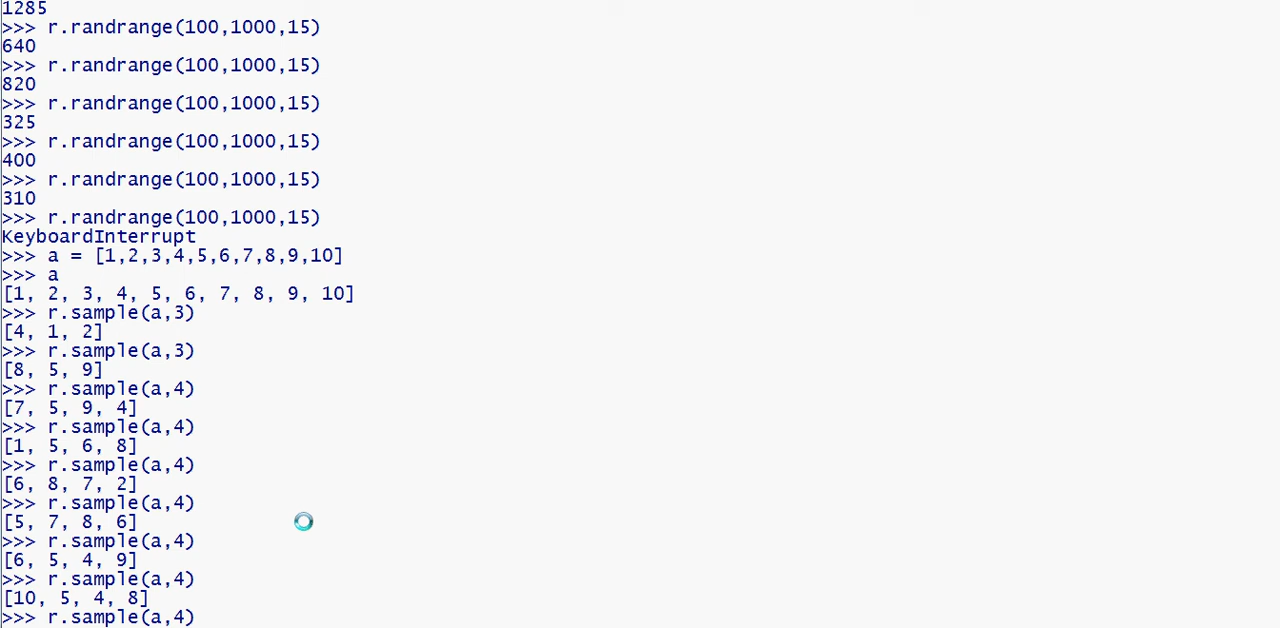 1285
>>> r.randrange(100,1000,15)
640
>>> r.randrange(100,1000,15)
820
>>> r.randrange(100,1000,15)
325
>>> r.randrange(100,1000,15)
400
>>> r.randrange(100,1000,15)
310
>>> r.randrange(100,1000,15)
KeyboardInterrupt
>>> a = [1,2,3,4,5,6,7,8,9,10]
>>> a
[1, 2, 3, 4, 5, 6, 7, 8, 9, 10]
>>> r.sample(a,3)
[4, 1, 2]
>>> r.sample(a,3)
[8, 5, 9]
>>> r.sample(a,4)
[7, 5, 9, 4]
>>> r.sample(a,4)
[1, 5, 6, 8]
>>> r.sample(a,4)
[6, 8, 7, 2]
>>> r.sample(a,4)
[5, 7, 8, 6]
>>> r.sample(a,4)
[6, 5, 4, 9]
>>> r.sample(a,4)
[10, 5, 4, 8]
>>> r.sample(a,4)